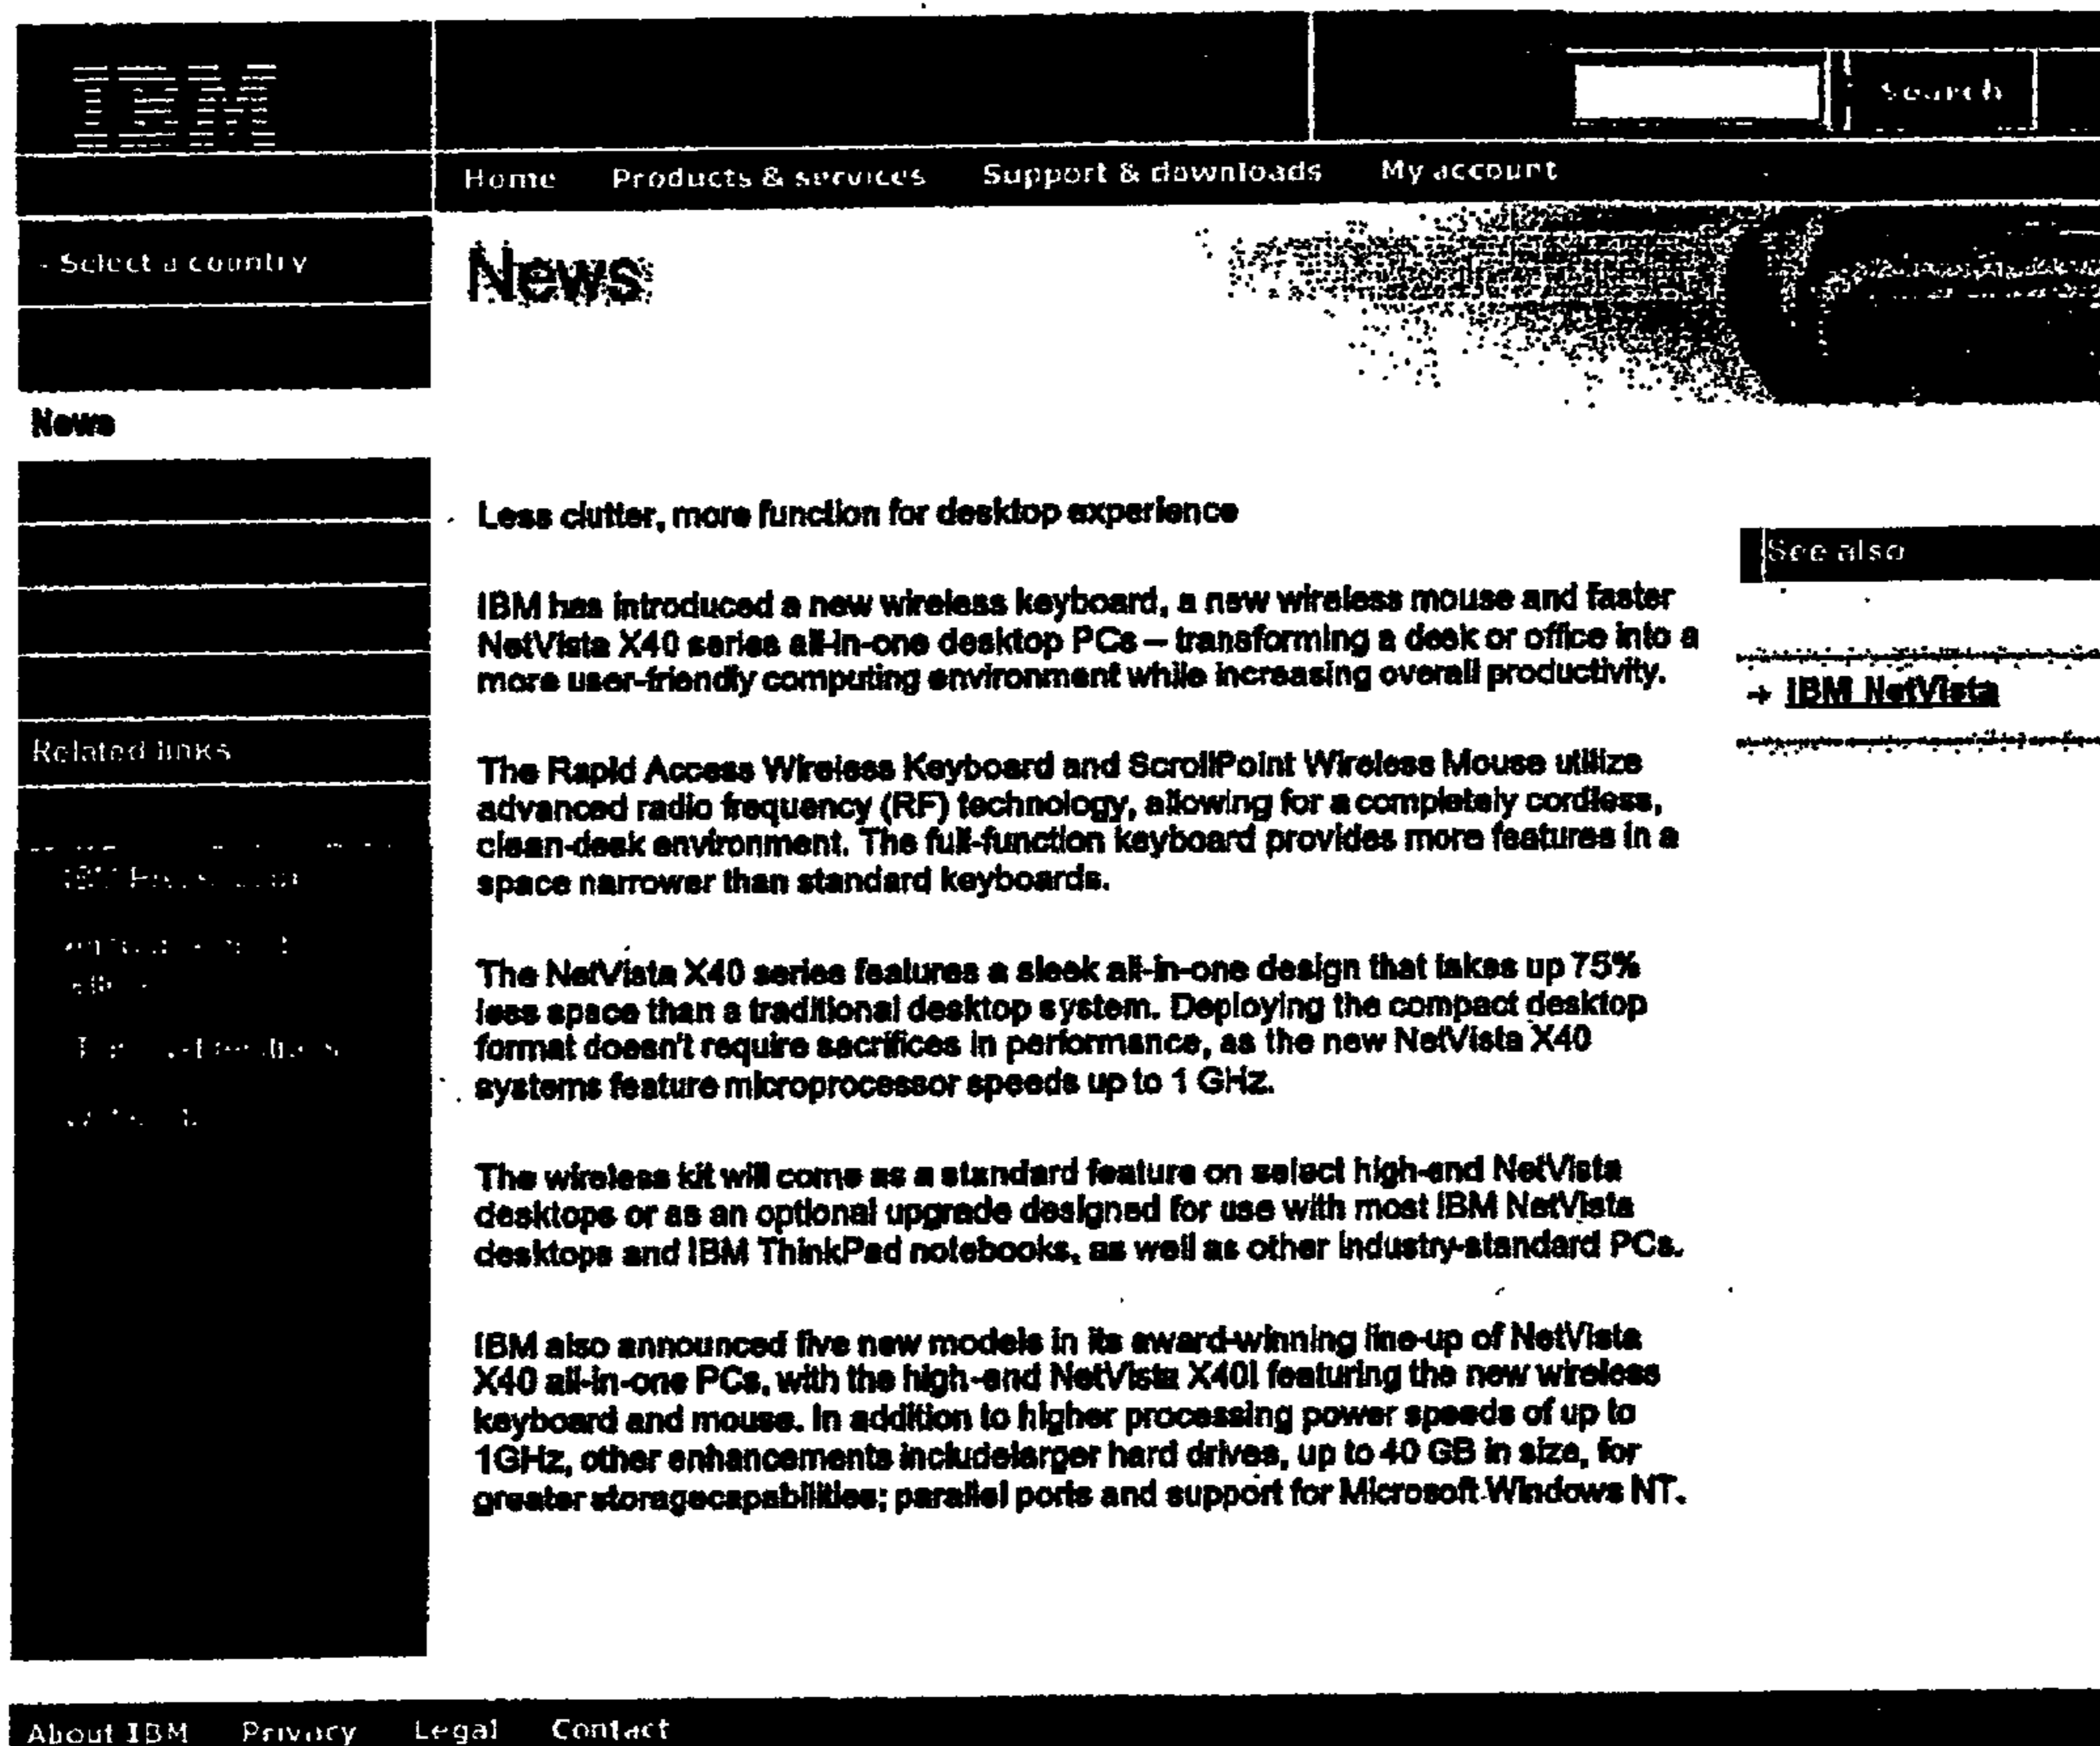 IBM
Search
Home Products & services Support & downloads My account
Select a country
News
News
Less clutter, more function for desktop experience
See also
IBM has introduced a new wireless keyboard, a new wireless mouse and faster
NetVista X40 series all-in-one desktop PCs – transforming a desk or office into a
more user-friendly computing environment while increasing overall productivity.
→ IBM NetVista
Related links
The Rapid Access Wireless Keyboard and ScrollPoint Wireless Mouse utilize
advanced radio frequency (RF) technology, allowing for a completely cordless,
clean-desk environment. The full-function keyboard provides more features in a
space narrower than standard keyboards.
The NetVista X40 series features a sleek all-in-one design that takes up 75%
less space than a traditional desktop system. Deploying the compact desktop
format doesn't require sacrifices in performance, as the new NetVista X40
systems feature microprocessor speeds up to 1 GHz.
The wireless kit will come as a standard feature on select high-end NetVista
desktops or as an optional upgrade designed for use with most IBM NetVista
desktops and IBM ThinkPad notebooks, as well as other industry-standard PCs.
IBM also announced five new models in its award-winning line-up of NetVista
X40 all-in-one PCs, with the high-end NetVista X40i featuring the new wireless
keyboard and mouse. In addition to higher processing power speeds of up to
1GHz, other enhancements includelarger hard drives, up to 40 GB in size, for
greater storagecapabilities; parallel ports and support for Microsoft Windows NT.
About IBM Privacy Legal Contact